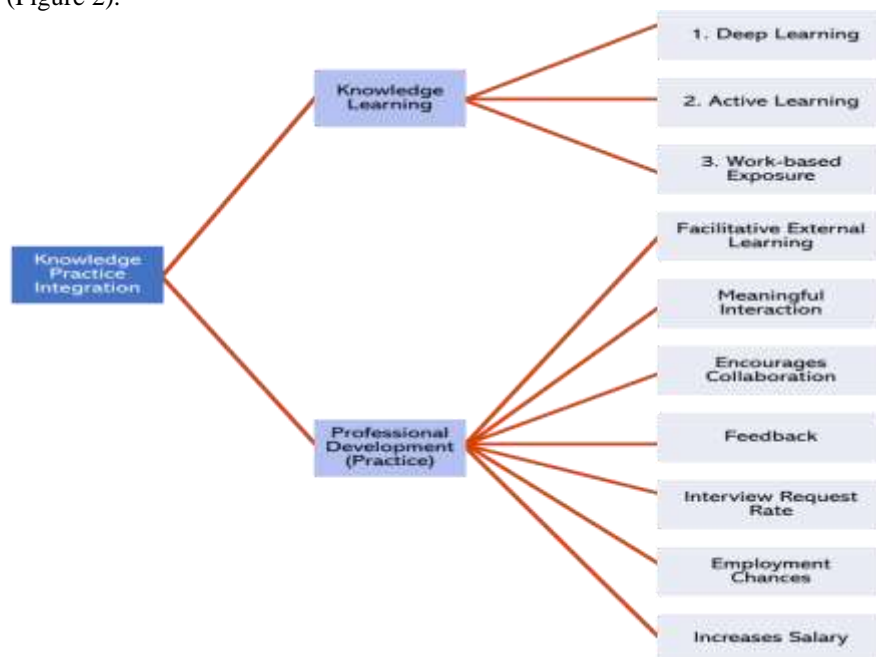 (Figure 2).
1. Deep Learning
Knowledge
Learning
2. Active Learning
3. Work-based
Exposure
Facilitative External
Learning
Knowledge
Practice
Integration
Meaningful
Interaction
Encourages
Collaboration
Professional
Development
(Practice)
Feedback
Interview Request
Rate
Employment
Chances
Increases Salary